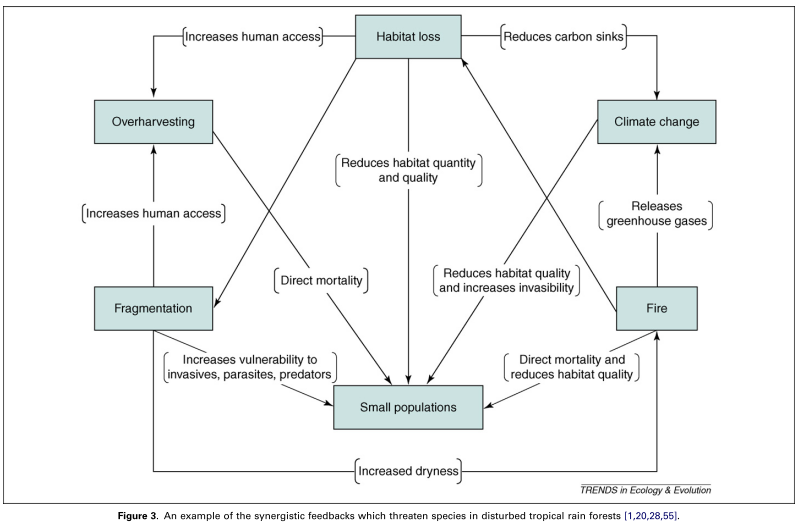 Habitat loss
[Increases human access]
[Reduces carbon sinks]
Overharvesting
Climate change
[Reduces habitat quantity
and quality]
[Increases human access]
[Releases
greenhouse gases]
[Direct mortality]
[Reduces habitat quality
and increases invasibility]
Fragmentation
Fire
[Increases vulnerability to
invasives, parasites, predators]
[Direct mortality and
reduces habitat quality]
Small populations
[Increased dryness]
TRENDS in Ecology & Evolution
Figure 3. An example of the synergistic feedbacks which threaten species in disturbed tropical rain forests [1,20,28,55].